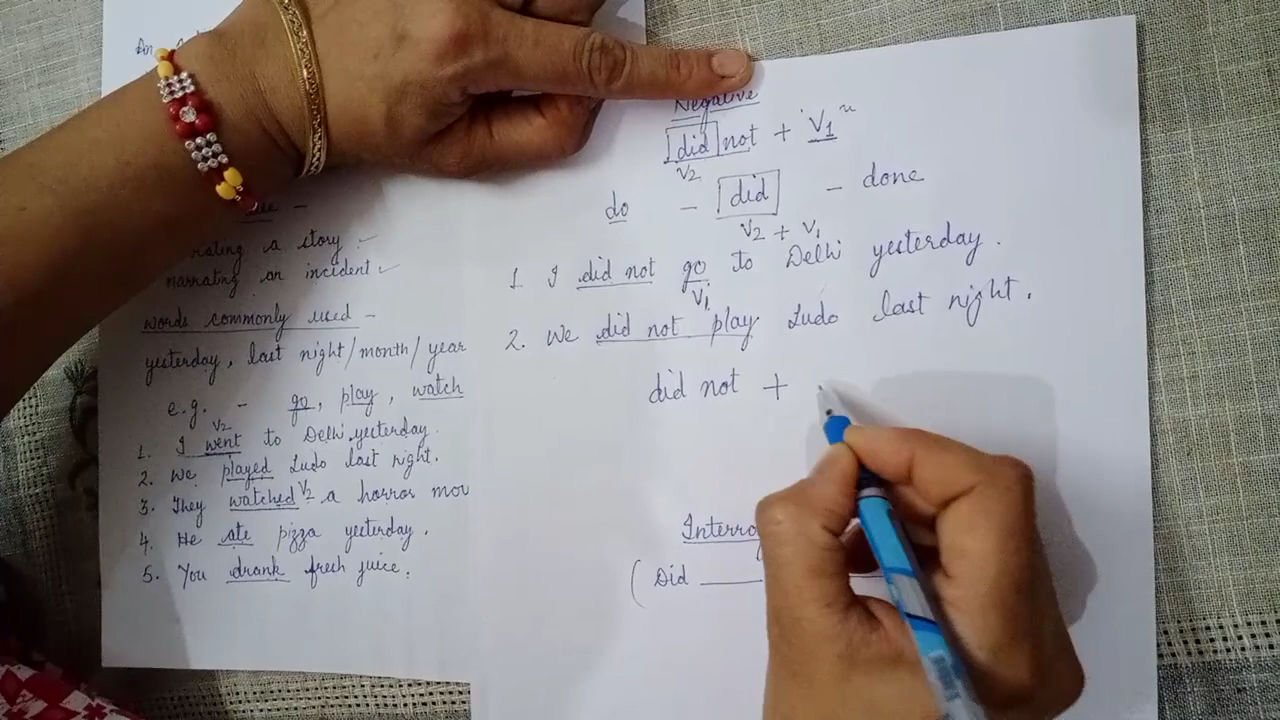 use -
narrating an incident ✓
a story. ✓
words commonly used -
yesterday, last night/month/year
e.g. - go, play, watch
V2
1. I went to Delhi yesterday.
2. We played Ludo last night.
3. They watched V2 a horror mov
4. He ate pizza yesterday.
5. You drank fresh juice.
Negative
did not + "V1"
V2
do - did - done
V2 + V1
1. I did not go to Delhi yesterday.
V1
2. We did not play Ludo last night.
did not +
Interro
( Did ____